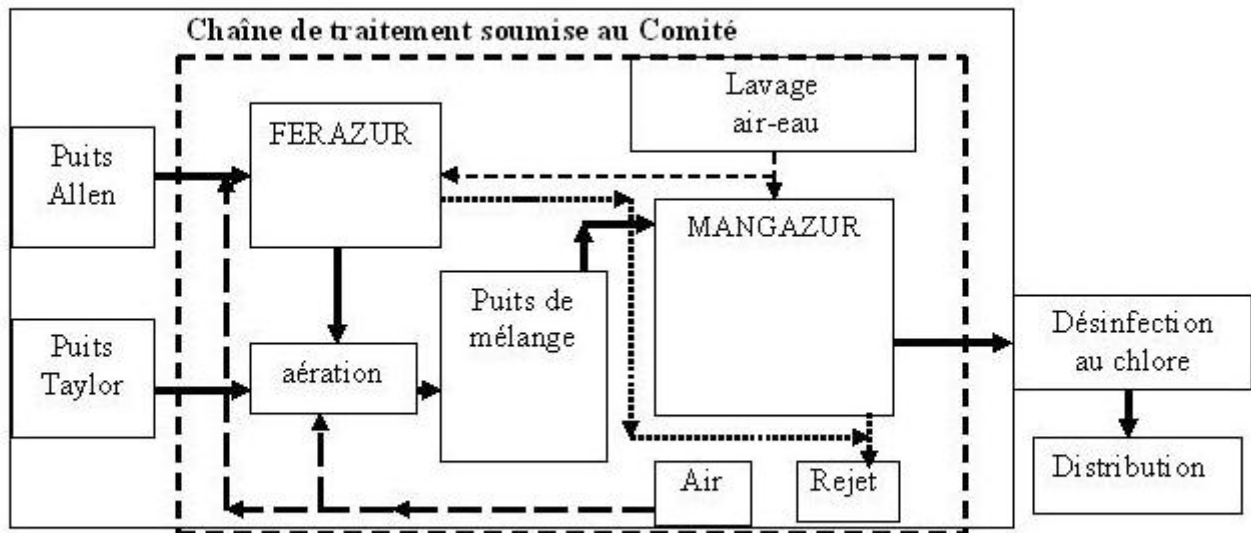 Chaîne de traitement soumise au Comité
Lavage
air-eau
FERAZUR
Puits
Allen
MANGAZUR
Puits de
mélange
Puits
Taylor
aération
Désinfection
au chlore
Air
Rejet
Distribution